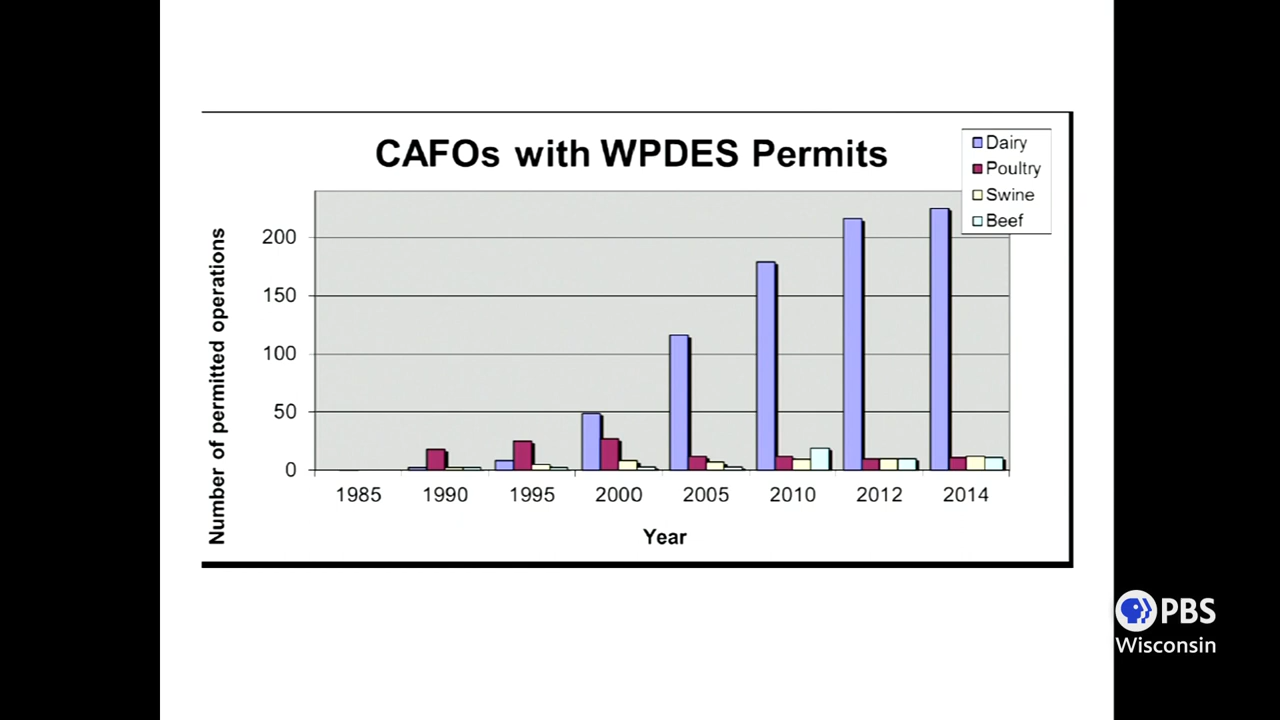 CAFOs with WPDES Permits
Dairy
Poultry
Swine
Beef
Number of permitted operations
200
150
100
50
0
1985 1990 1995 2000 2005 2010 2012 2014
Year
PBS
Wisconsin